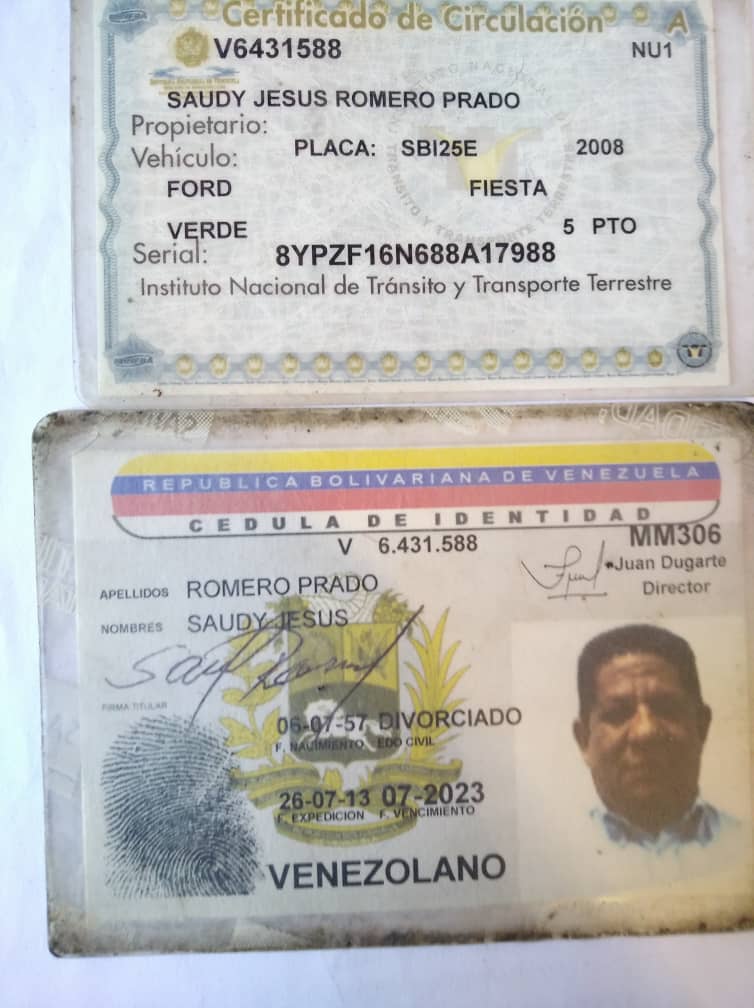 Certificado de Circulación
A
V6431588
NU1
SAUDY JESUS ROMERO PRADO
Propietario:
PLACA: SBI25E 2008
Vehículo:
FORD FIESTA
VERDE 5 PTO
Serial: 8YPZF16N688A17988
Instituto Nacional de Tránsito y Transporte Terrestre
REPUBLICA BOLIVARIANA DE VENEZUELA
CEDULA DE IDENTIDAD
V 6.431.588
MM306
Juan Dugarte
Director
APELLIDOS ROMERO PRADO
NOMBRES SAUDY JESUS
FIRMA TITULAR
06-07-57 DIVORCIADO
F. NACIMIENTO EDO CIVIL
26-07-13 07-2023
F. EXPEDICION F. VENCIMIENTO
VENEZOLANO